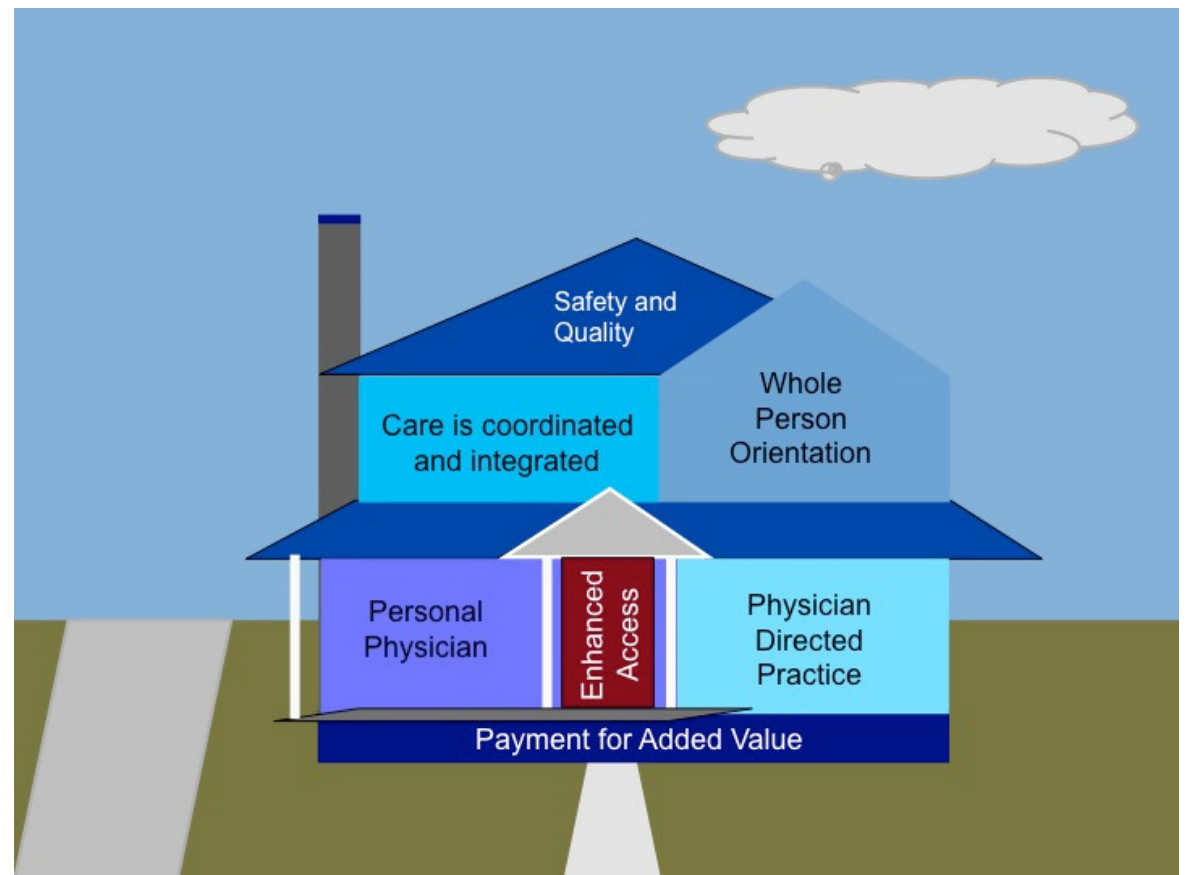 Safety and
Quality
Whole
Person
Orientation
Care is coordinated
and integrated
Personal
Physician
Enhanced
Access
Physician
Directed
Practice
Payment for Added Value